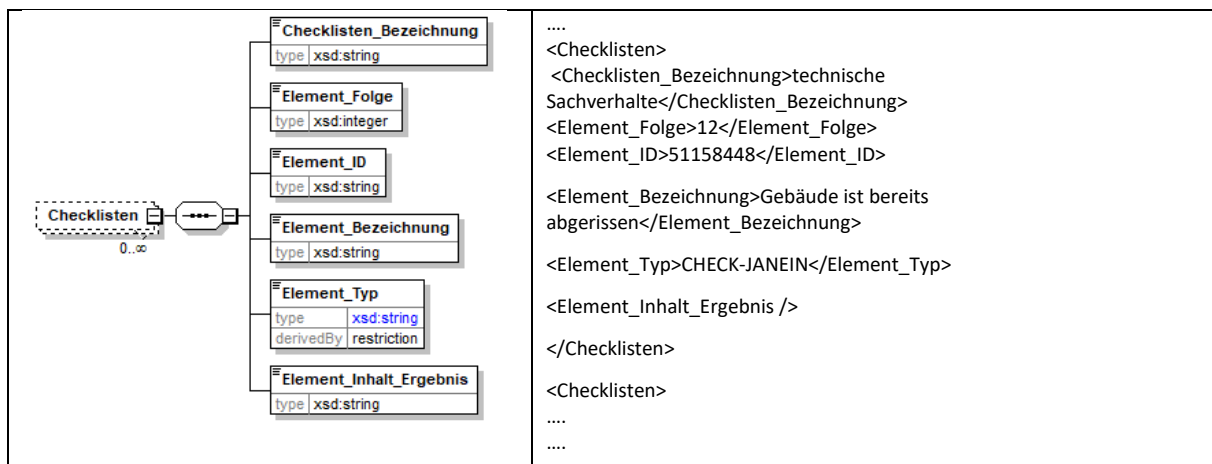 Checklisten
0..∞
Checklisten_Bezeichnung
type xsd:string
Element_Folge
type xsd:integer
Element_ID
type xsd:string
Element_Bezeichnung
type xsd:string
Element_Typ
type xsd:string
derivedBy restriction
Element_Inhalt_Ergebnis
type xsd:string
....
<Checklisten>
<Checklisten_Bezeichnung>technische
Sachverhalte</Checklisten_Bezeichnung>
<Element_Folge>12</Element_Folge>
<Element_ID>51158448</Element_ID>
<Element_Bezeichnung>Gebäude ist bereits
abgerissen</Element_Bezeichnung>
<Element_Typ>CHECK-JANEIN</Element_Typ>
<Element_Inhalt_Ergebnis />
</Checklisten>
<Checklisten>
....
....